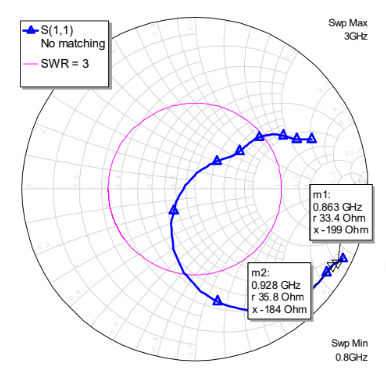 S(1,1)
No matching
SWR = 3
Swp Max
3GHz
m1:
0.863 GHz
r 33.4 Ohm
x -199 Ohm
m2:
0.928 GHz
r 35.8 Ohm
x -184 Ohm
Swp Min
0.8GHz